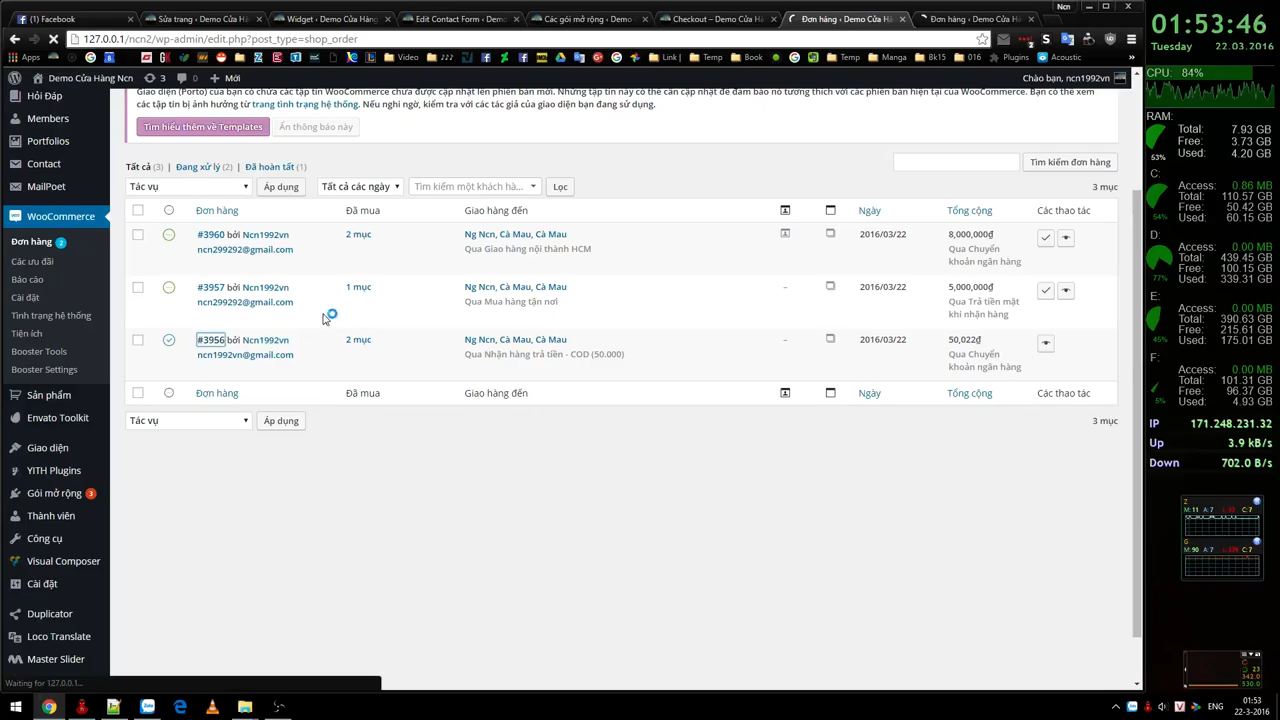 (1) Facebook
Sửa trang ‹ Demo Cửa Hàn
Widget ‹ Demo Cửa Hàng
Edit Contact Form ‹ Demo
Các gói mở rộng ‹ Demo
Checkout – Demo Cửa Hàn
Đơn hàng ‹ Demo Cửa Hà
Đơn hàng ‹ Demo Cửa Hàn
Ncn
127.0.0.1/ncn2/wp-admin/edit.php?post_type=shop_order
Apps
Video
???
Link |
Temp
Book
Temp
Manga
Bk15
016
Plugins
Acoustic
Demo Cửa Hàng Ncn
3
0
Mới
Chào bạn, ncn1992vn
Hỏi Đáp
Members
Portfolios
Contact
MailPoet
WooCommerce
Đơn hàng 2
Các ưu đãi
Báo cáo
Cài đặt
Tình trạng hệ thống
Tiện ích
Booster Tools
Booster Settings
Sản phẩm
Envato Toolkit
Giao diện
YITH Plugins
Gói mở rộng 3
Thành viên
Công cụ
Visual Composer
Cài đặt
Duplicator
Loco Translate
Master Slider
Waiting for 127.0.0.1...
Giao diện (Porto) của bạn có chứa các tập tin WooCommerce chưa được cập nhật lên phiên bản mới. Những tập tin này có thể cần cập nhật để đảm bảo nó tương thích với các phiên bản hiện tại của WooCommerce. Bạn có thể xem
các tập tin bị ảnh hưởng từ trang tình trạng hệ thống. Nếu nghi ngờ, kiểm tra với các tác giả của giao diện bạn đang sử dụng.
Tìm hiểu thêm về Templates
Ẩn thông báo này
Tất cả (3) | Đang xử lý (2) | Đã hoàn tất (1)
Tìm kiếm đơn hàng
Tác vụ
Áp dụng
Tất cả các ngày
Tìm kiếm một khách hà...
Lọc
3 mục
Đơn hàng
Đã mua
Giao hàng đến
Ngày
Tổng cộng
Các thao tác
#3960 bởi Ncn1992vn
ncn299292@gmail.com
2 mục
Ng Ncn, Cà Mau, Cà Mau
Qua Giao hàng nội thành HCM
2016/03/22
8,000,000₫
Qua Chuyển
khoản ngân hàng
#3957 bởi Ncn1992vn
ncn299292@gmail.com
1 mục
Ng Ncn, Cà Mau, Cà Mau
Qua Mua hàng tận nơi
–
2016/03/22
5,000,000₫
Qua Trả tiền mặt
khi nhận hàng
#3956 bởi Ncn1992vn
ncn1992vn@gmail.com
2 mục
Ng Ncn, Cà Mau, Cà Mau
Qua Nhận hàng trả tiền - COD (50.000)
–
2016/03/22
50,022₫
Qua Chuyển
khoản ngân hàng
Đơn hàng
Đã mua
Giao hàng đến
Ngày
Tổng cộng
Các thao tác
Tác vụ
Áp dụng
3 mục
01:53:46
Tuesday
22.03.2016
CPU: 84%
RAM:
Total: 7.93 GB
Free: 3.73 GB
Used: 4.20 GB
53%
C:
Access: 0.86 MB
Total: 110.57 GB
Free: 50.42 GB
Used: 60.15 GB
54%
D:
Access: 0.00 MB
Total: 439.45 GB
Free: 100.15 GB
Used: 339.31 GB
77%
E:
Access: 0.00 MB
Total: 390.63 GB
Free: 215.61 GB
Used: 175.01 GB
45%
F:
Access: 0.00 MB
Total: 101.31 GB
Free: 96.37 GB
Used: 4.93 GB
5%
IP 171.248.231.32
Up 3.9 kB/s
Down 702.0 B/s
ENG
01:53
22-3-2016